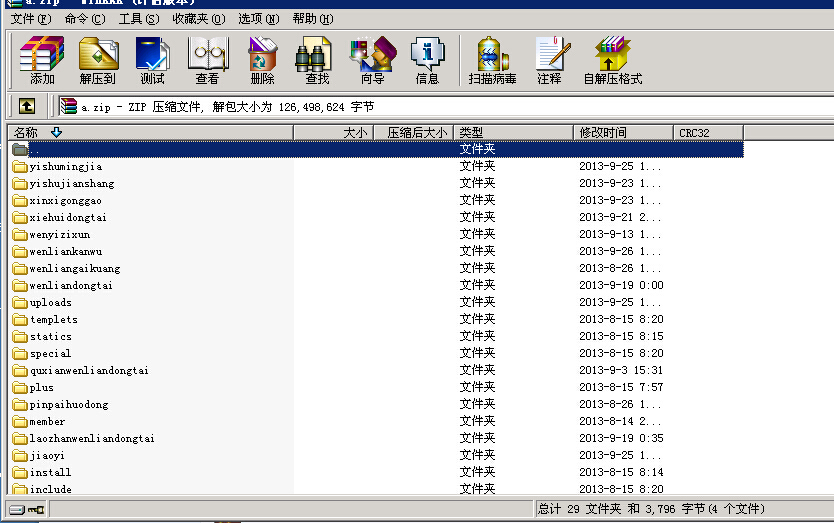 a.zip - WinRAR (评估版本)
文件(F) 命令(C) 工具(S) 收藏夹(O) 选项(N) 帮助(H)
添加 解压到 测试 查看 删除 查找 向导 信息 扫描病毒 注释 自解压格式
a.zip - ZIP 压缩文件, 解包大小为 126,498,624 字节
名称 大小 压缩后大小 类型 修改时间 CRC32
.. 文件夹
yishumingjia 文件夹 2013-9-25 1...
yishujianshang 文件夹 2013-9-23 1...
xinxigonggao 文件夹 2013-9-23 1...
xiehuidongtai 文件夹 2013-9-21 2...
wenyizixun 文件夹 2013-9-13 1...
wenliankanwu 文件夹 2013-9-26 1...
wenliangaikuang 文件夹 2013-8-26 1...
wenliandongtai 文件夹 2013-9-19 0:00
uploads 文件夹 2013-9-25 1...
templets 文件夹 2013-8-15 8:20
statics 文件夹 2013-8-15 8:15
special 文件夹 2013-8-15 8:20
quxianwenliandongtai 文件夹 2013-9-3 15:31
plus 文件夹 2013-8-15 7:57
pinpaihuodong 文件夹 2013-8-26 1...
member 文件夹 2013-8-14 2...
laozhanwenliandongtai 文件夹 2013-9-19 0:35
jiaoyi 文件夹 2013-9-25 1...
install 文件夹 2013-8-15 8:14
include 文件夹 2013-8-15 8:20
总计 29 文件夹 和 3,796 字节(4 个文件)